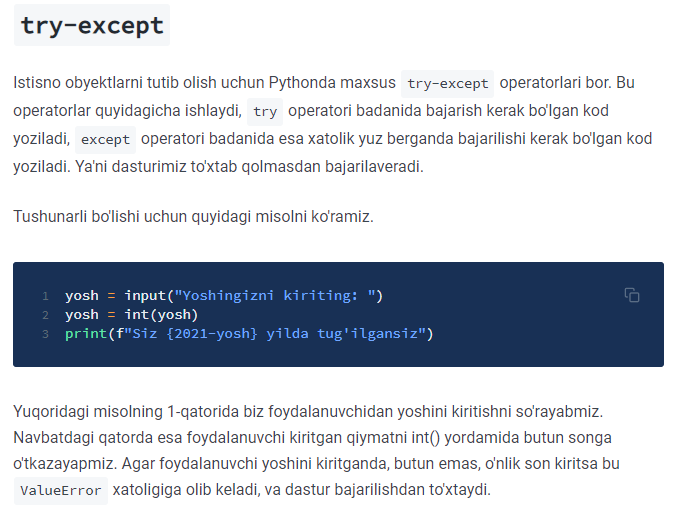 try-except
Istisno obyektlarni tutib olish uchun Pythonda maxsus try-except operatorlari bor. Bu
operatorlar quyidagicha ishlaydi, try operatori badanida bajarish kerak bo'lgan kod
yoziladi, except operatori badanida esa xatolik yuz berganda bajarilishi kerak bo'lgan kod
yoziladi. Ya'ni dasturimiz to'xtab qolmasdan bajarilaveradi.
Tushunarli bo'lishi uchun quyidagi misolni ko'ramiz.
1 yosh = input("Yoshingizni kiriting: ")
2 yosh = int(yosh)
3 print(f"Siz {2021-yosh} yilda tug'ilgansiz")
Yuqoridagi misolning 1-qatorida biz foydalanuvchidan yoshini kiritishni so'rayabmiz.
Navbatdagi qatorda esa foydalanuvchi kiritgan qiymatni int() yordamida butun songa
o'tkazayapmiz. Agar foydalanuvchi yoshini kiritganda, butun emas, o'nlik son kiritsa bu
ValueError xatoligiga olib keladi, va dastur bajarilishdan to'xtaydi.